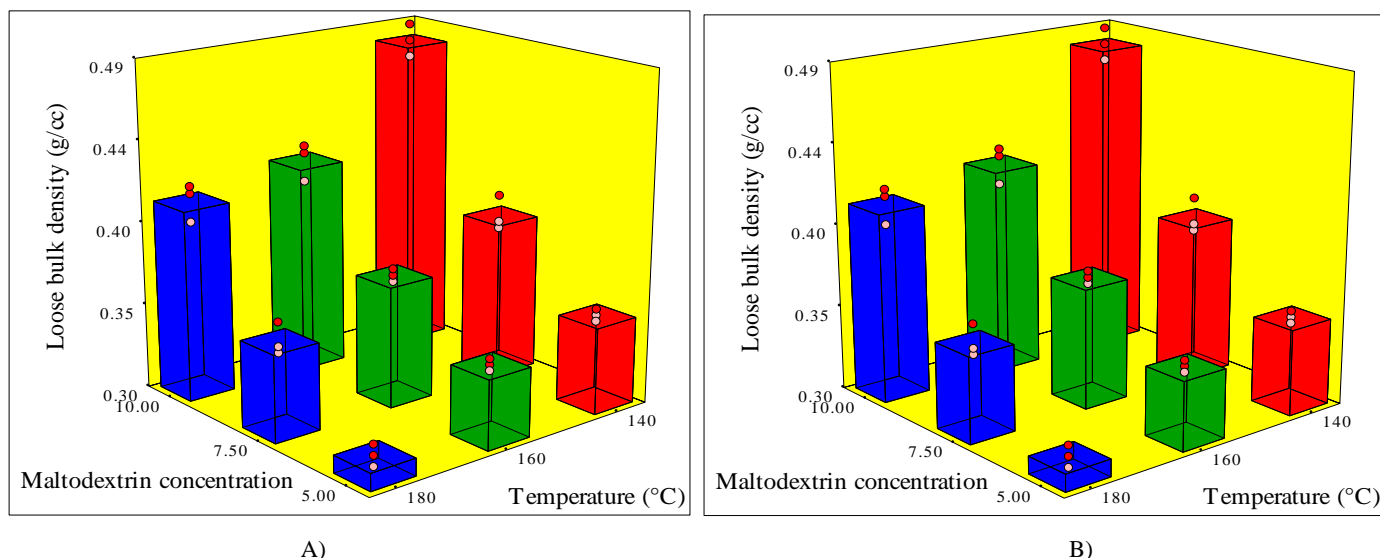 0.49
0.44
0.40
0.35
0.30
Loose bulk density (g/cc)
10.00
7.50
5.00
Maltodextrin concentration
180
160
140
Temperature (°C)
A)
0.49
0.44
0.40
0.35
0.30
Loose bulk density (g/cc)
10.00
7.50
5.00
Maltodextrin concentration
180
160
140
Temperature (°C)
B)